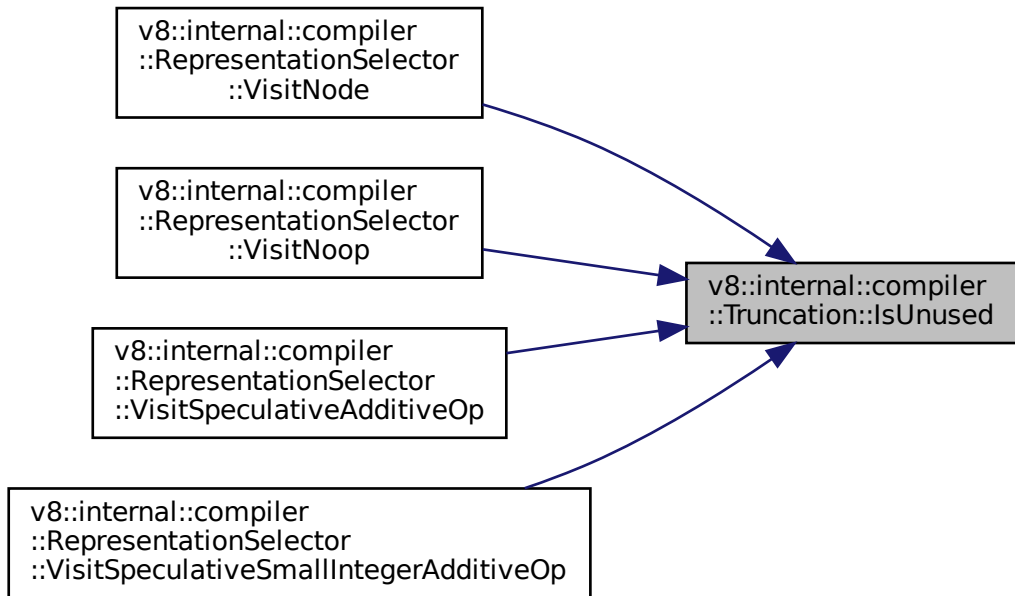 v8::internal::compiler
::RepresentationSelector
::VisitNode
v8::internal::compiler
::RepresentationSelector
::VisitNoop
v8::internal::compiler
::Truncation::IsUnused
v8::internal::compiler
::RepresentationSelector
::VisitSpeculativeAdditiveOp
v8::internal::compiler
::RepresentationSelector
::VisitSpeculativeSmallIntegerAdditiveOp